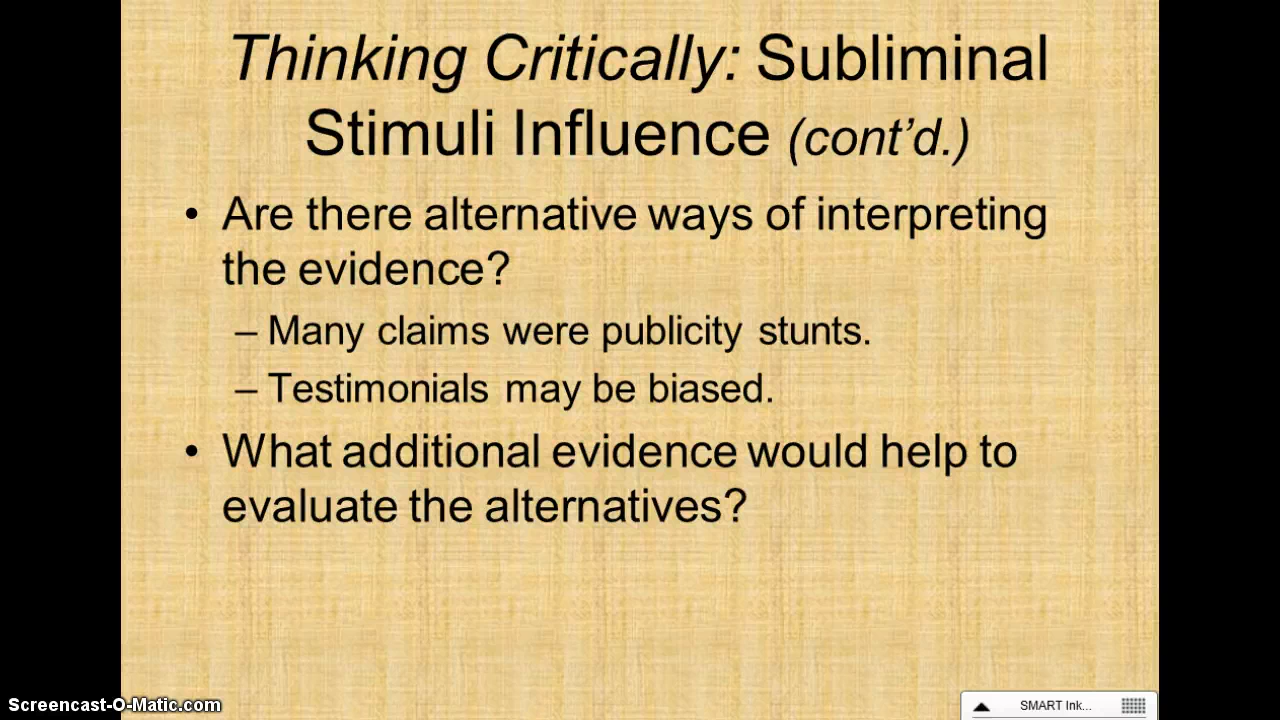 Thinking Critically: Subliminal
Stimuli Influence (cont’d.)
• Are there alternative ways of interpreting
the evidence?
– Many claims were publicity stunts.
– Testimonials may be biased.
• What additional evidence would help to
evaluate the alternatives?
Screencast-O-Matic.com
SMART Ink...